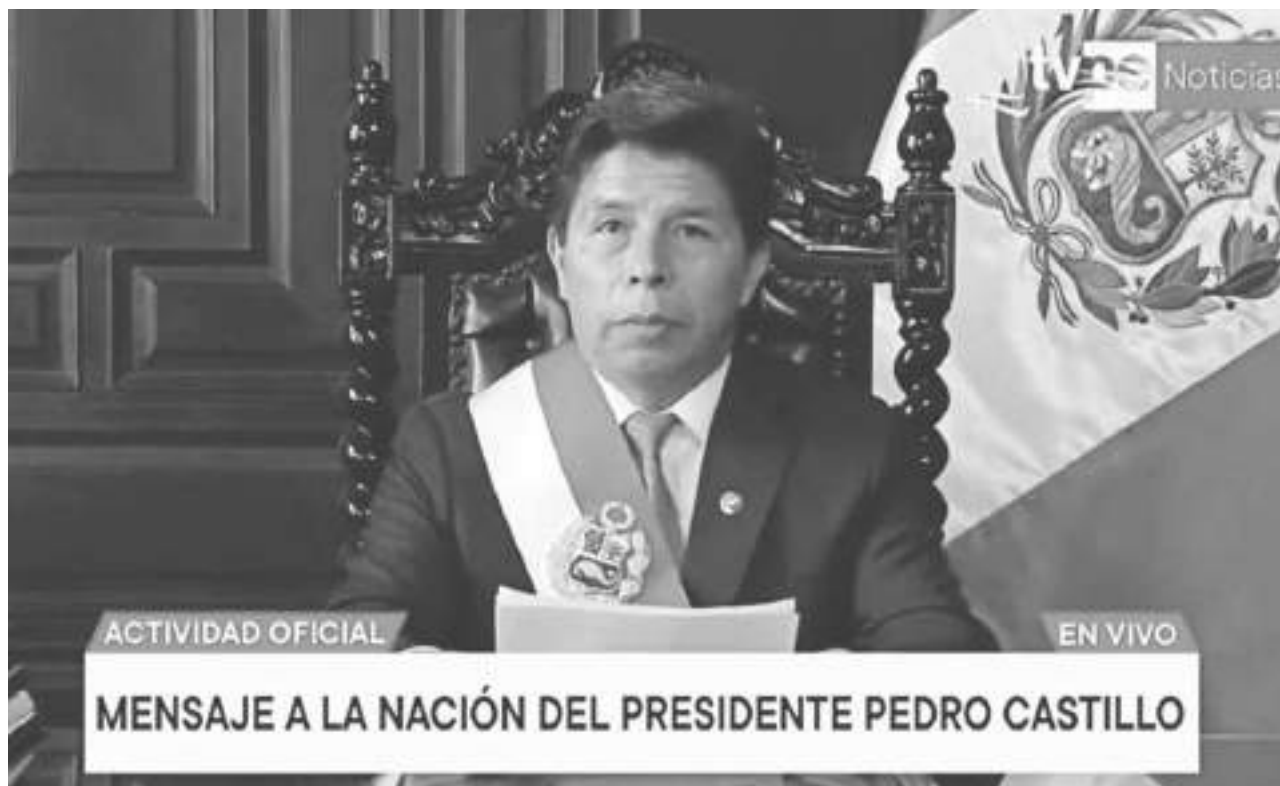 tvpe Noticias
ACTIVIDAD OFICIAL
EN VIVO
MENSAJE A LA NACIÓN DEL PRESIDENTE PEDRO CASTILLO